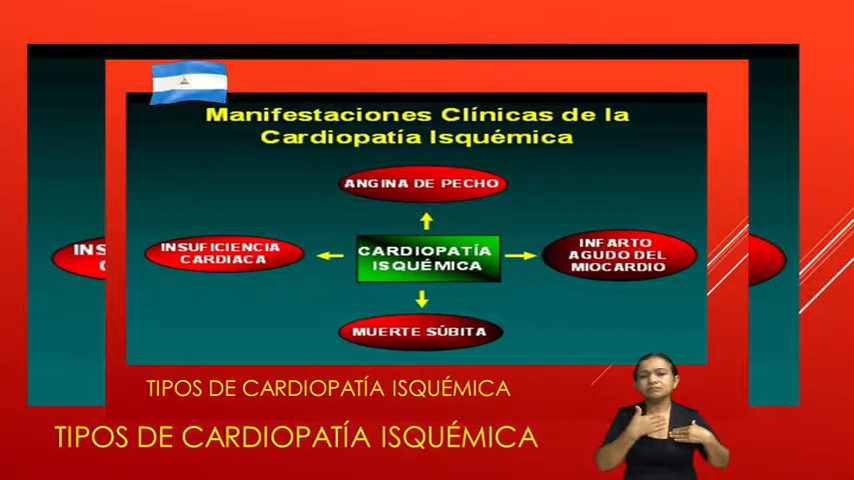 Manifestaciones Clínicas de la
Cardiopatía Isquémica
ANGINA DE PECHO
INSUFICIENCIA
CARDIACA
CARDIOPATÍA
ISQUÉMICA
INFARTO
AGUDO DEL
MIOCARDIO
MUERTE SÚBITA
INS
C
TIPOS DE CARDIOPATÍA ISQUÉMICA
TIPOS DE CARDIOPATÍA ISQUÉMICA